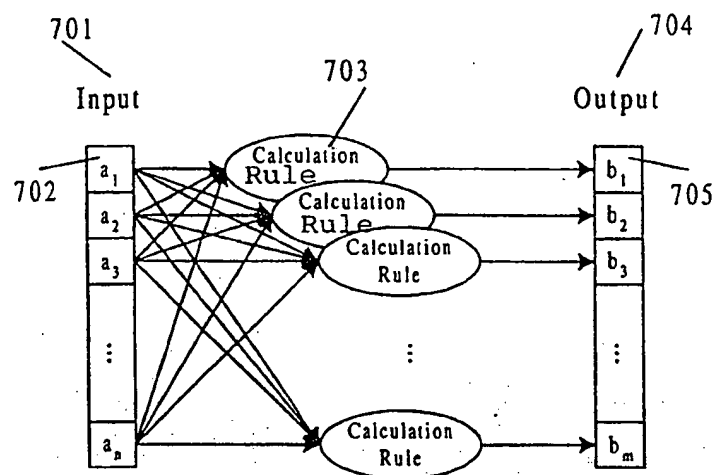 701
704
703
Input
Output
702
a1
Calculation
Rule
b1
705
a2
Calculation
Rule
b2
a3
Calculation
Rule
b3
⋮
⋮
⋮
an
Calculation
Rule
bm